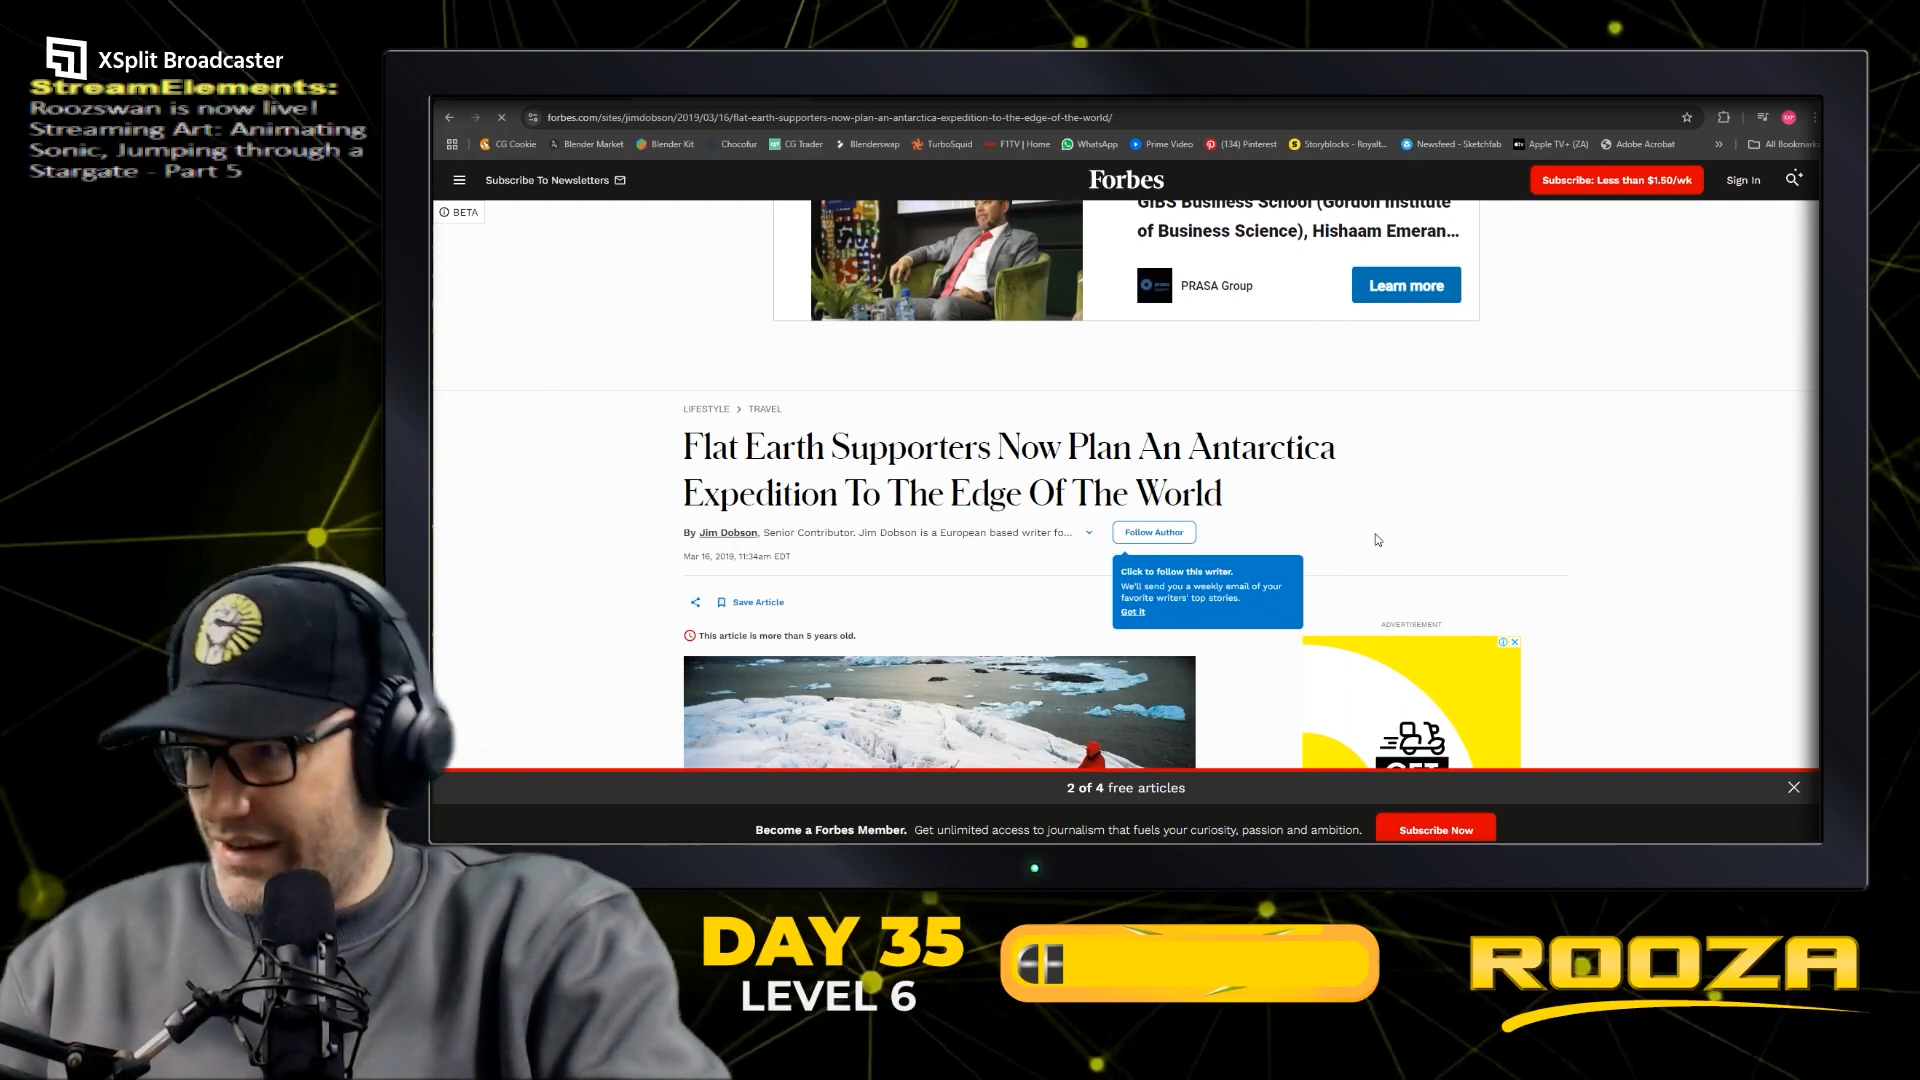 XSplit Broadcaster
StreamElements:
Roozswan is now live!
Streaming Art: Animating
Sonic, Jumping through a
Stargate - Part 5
forbes.com/sites/jimdobson/2019/03/16/flat-earth-supporters-now-plan-an-antarctica-expedition-to-the-edge-of-the-world/
CG Cookie Blender Market Blender Kit Chocofur CG Trader Blenderswap TurboSquid F1TV | Home WhatsApp Prime Video (134) Pinterest Storyblocks - Royalt... Newsfeed - Sketchfab Apple TV+ (ZA) Adobe Acrobat » All Bookmarks
Subscribe To Newsletters
Forbes
Subscribe: Less than $1.50/wk
Sign In
BETA
GIBS Business School (Gordon Institute
of Business Science), Hishaam Emeran...
PRASA Group
Learn more
LIFESTYLE > TRAVEL
Flat Earth Supporters Now Plan An Antarctica
Expedition To The Edge Of The World
By Jim Dobson, Senior Contributor. Jim Dobson is a European based writer fo...
Follow Author
Mar 16, 2019, 11:34am EDT
Click to follow this writer.
We'll send you a weekly email of your
favorite writers' top stories.
Got it
Save Article
ADVERTISEMENT
This article is more than 5 years old.
GET
2 of 4 free articles
Become a Forbes Member. Get unlimited access to journalism that fuels your curiosity, passion and ambition.
Subscribe Now
DAY 35
LEVEL 6
ROOZA